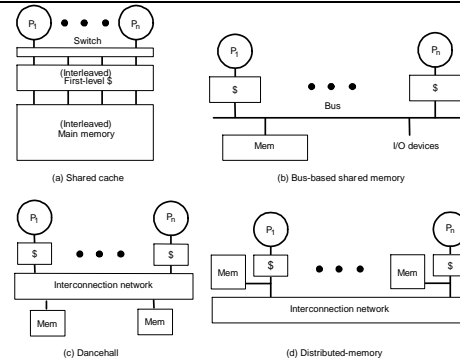 P1
Pn
Switch
(Interleaved)
First-level $
(Interleaved)
Main memory
(a) Shared cache
P1
Pn
$
$
Bus
Mem
I/O devices
(b) Bus-based shared memory
P1
Pn
$
$
Interconnection network
Mem
Mem
(c) Dancehall
P1
Pn
Mem
$
Mem
$
Interconnection network
(d) Distributed-memory